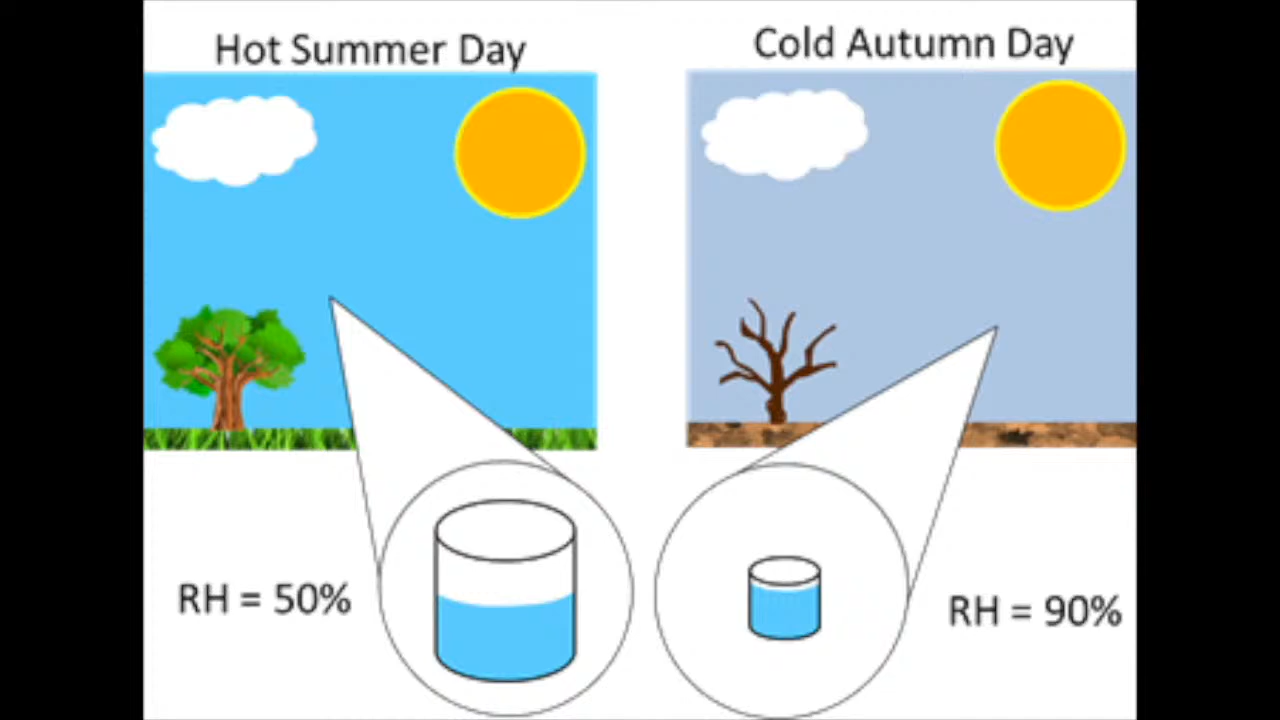 Hot Summer Day
Cold Autumn Day
RH = 50%
RH = 90%